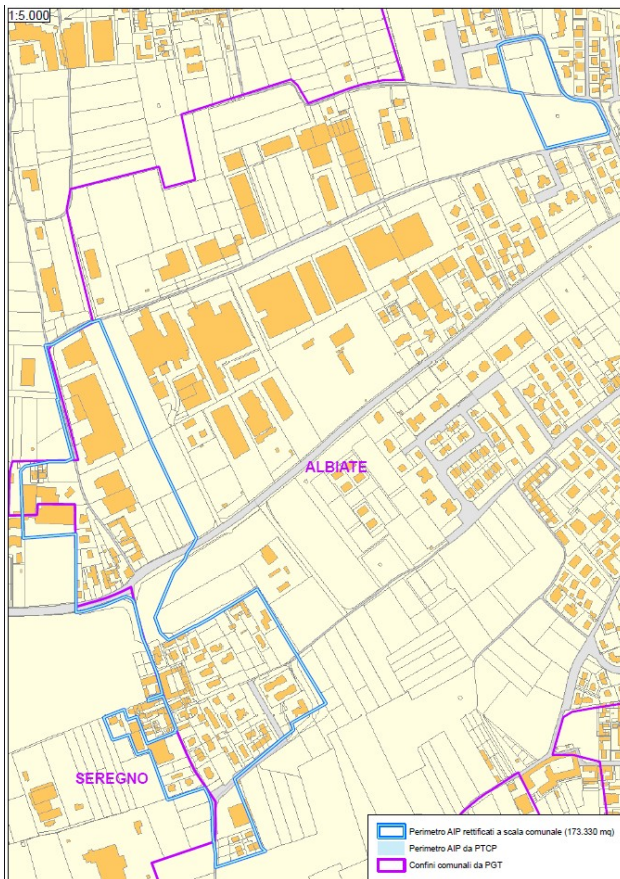 1:5.000
ALBIATE
SEREGNO
Perimetro AIP rettificati a scala comunale (173.330 mq)
Perimetro AIP da PTCP
Confini comunali da PGT